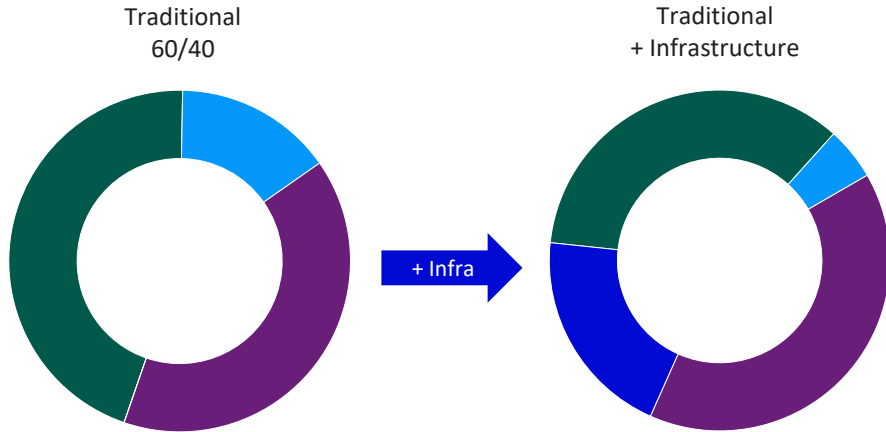 Traditional
60/40
Traditional
+ Infrastructure
+ Infra